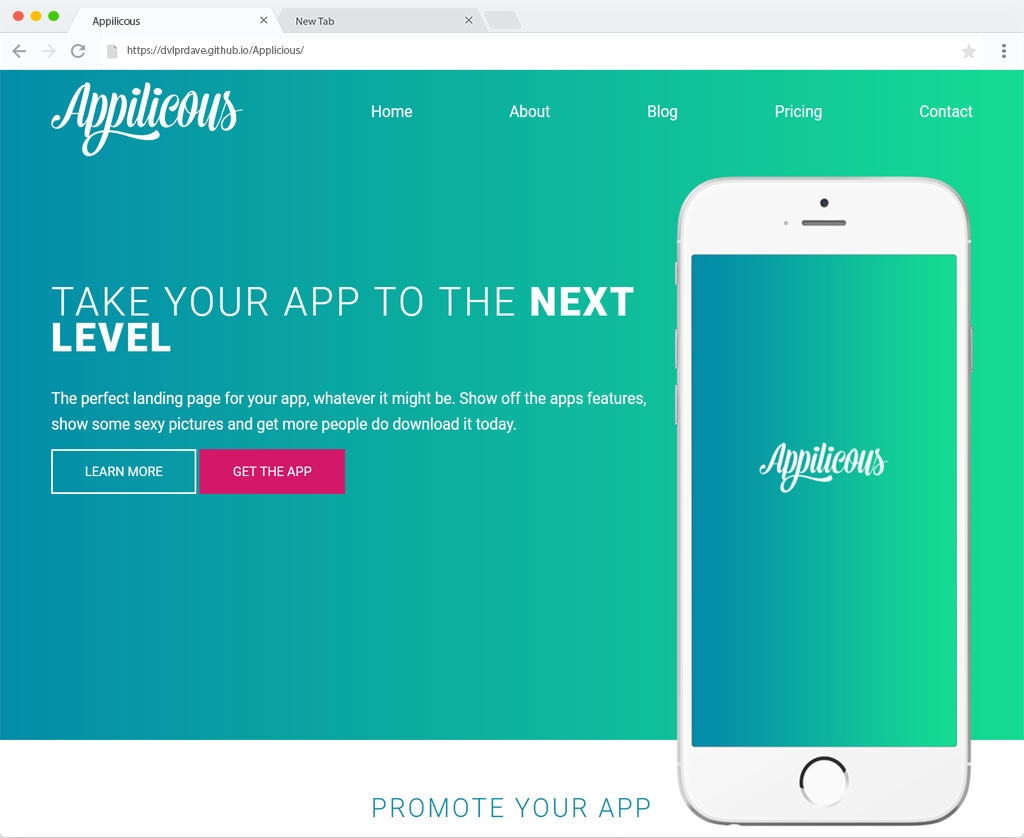 Appilicous
New Tab
https://dvlprdave.github.io/Applicious/
Appilicous
Home
About
Blog
Pricing
Contact
TAKE YOUR APP TO THE NEXT
LEVEL
The perfect landing page for your app, whatever it might be. Show off the apps features,
show some sexy pictures and get more people do download it today.
LEARN MORE
GET THE APP
Appilicous
PROMOTE YOUR APP